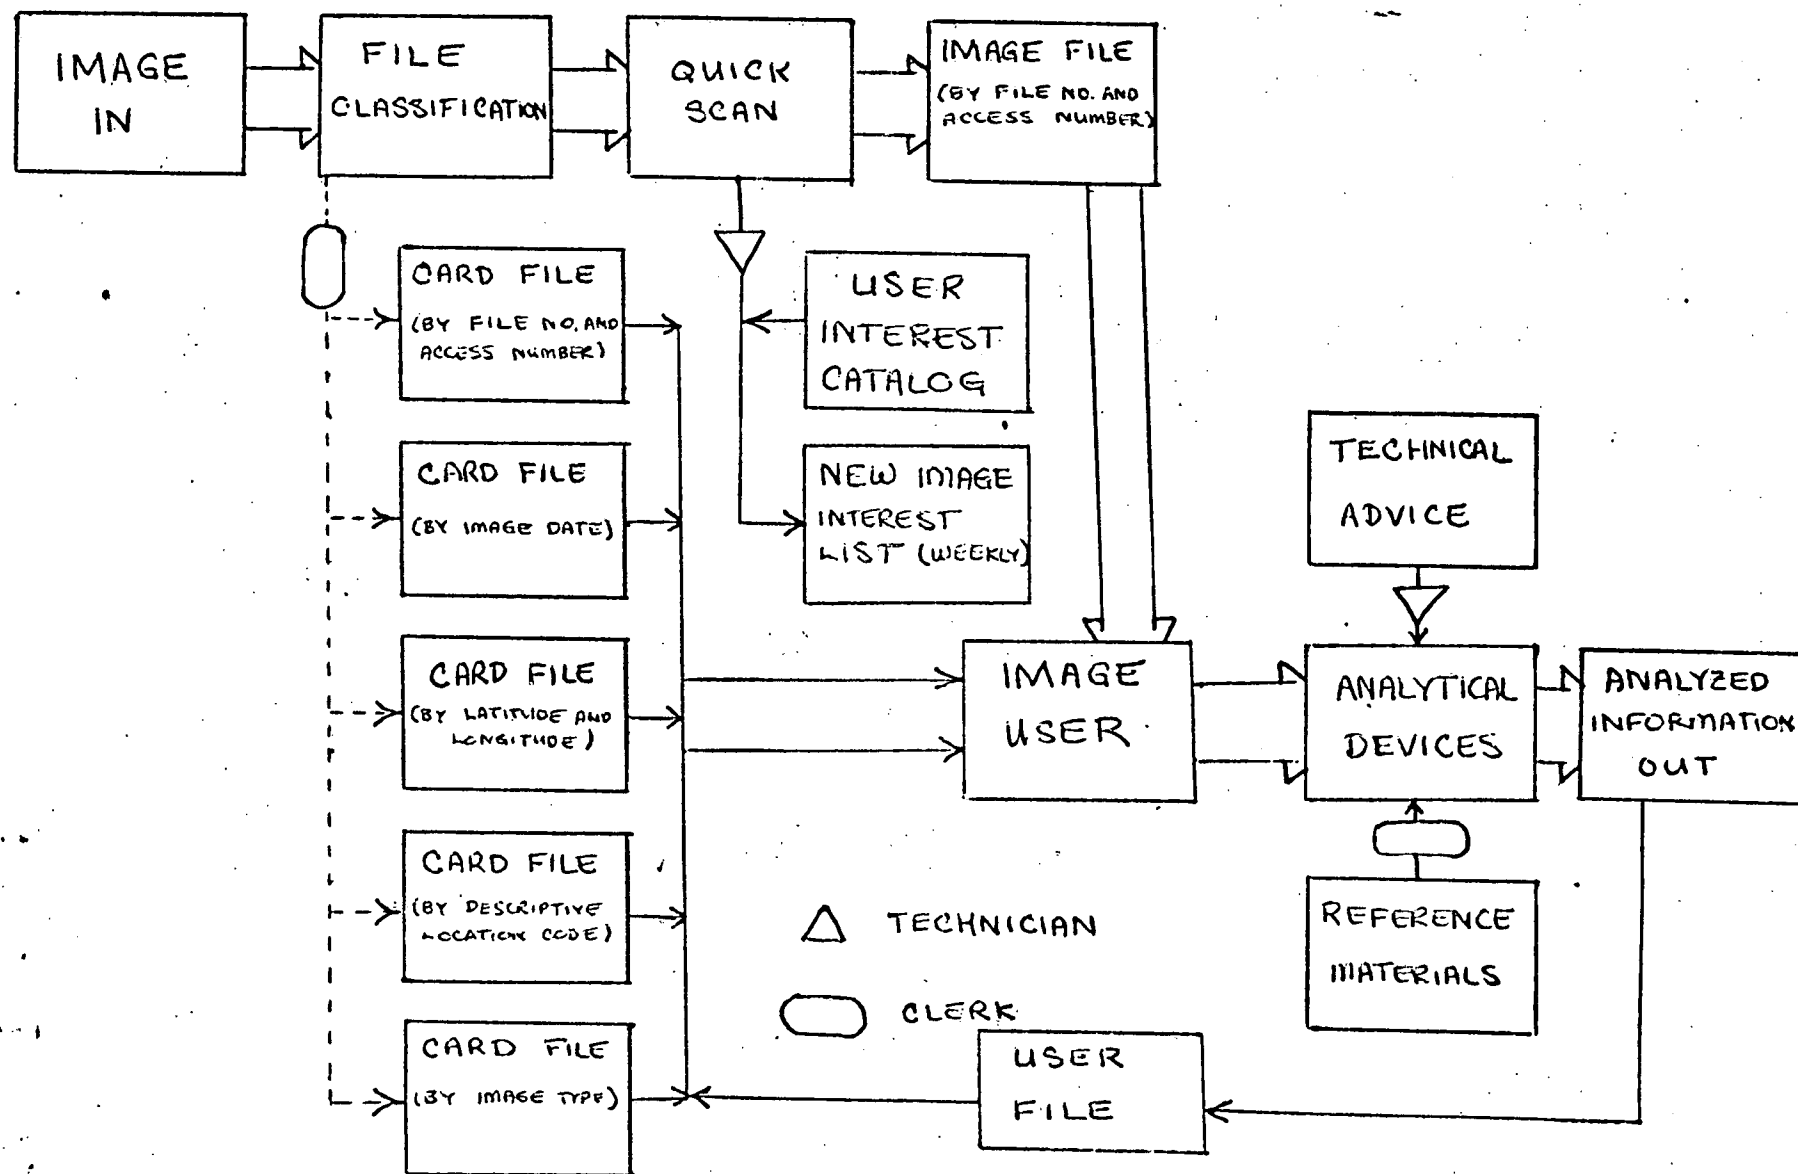 IMAGE
IN
FILE
CLASSIFICATION
QUICK
SCAN
IMAGE FILE
(BY FILE NO. AND
ACCESS NUMBER)
CARD FILE
(BY FILE NO. AND
ACCESS NUMBER)
USER
INTEREST
CATALOG
CARD FILE
(BY IMAGE DATE)
NEW IMAGE
INTEREST
LIST (WEEKLY)
TECHNICAL
ADVICE
CARD FILE
(BY LATITUDE AND
LONGITUDE)
IMAGE
USER
ANALYTICAL
DEVICES
ANALYZED
INFORMATION
OUT
CARD FILE
(BY DESCRIPTIVE
LOCATION CODE)
TECHNICIAN
CLERK
REFERENCE
MATERIALS
CARD FILE
(BY IMAGE TYPE)
USER
FILE